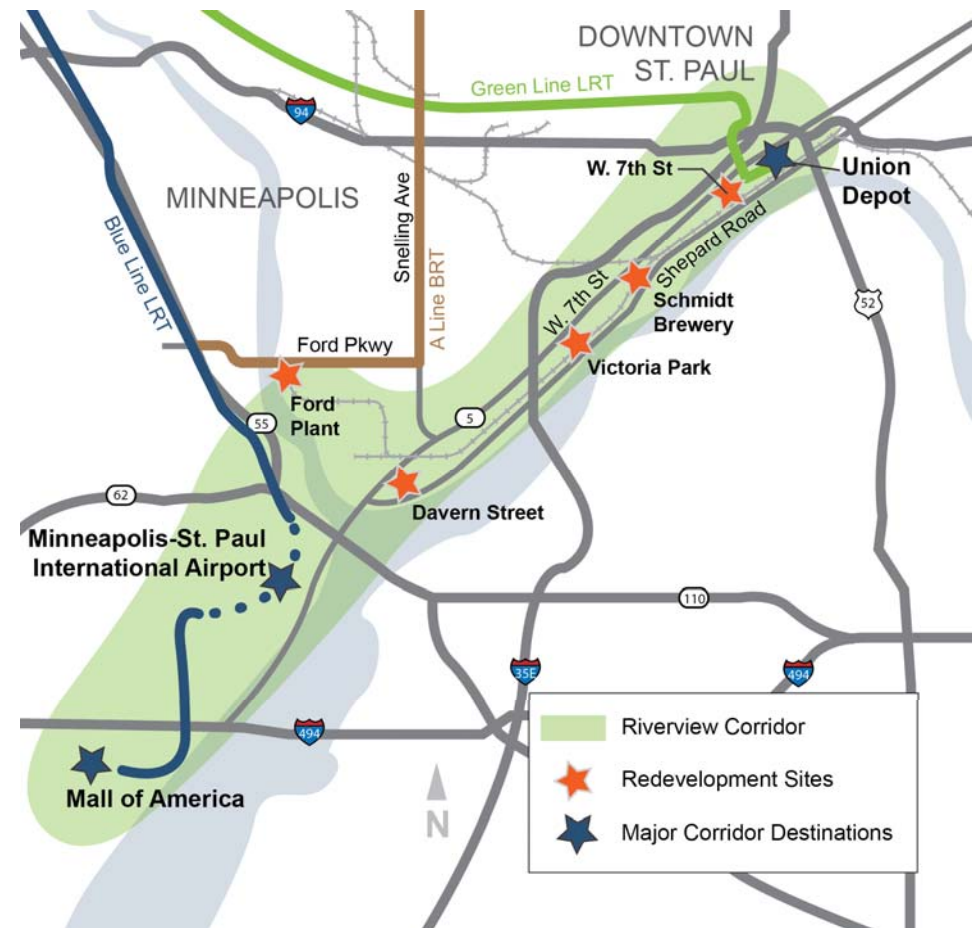 DOWNTOWN
ST. PAUL
Green Line LRT
94
W. 7th St
Union
Depot
MINNEAPOLIS
Snelling Ave
Shepard Road
Blue Line LRT
A Line BRT
W. 7th St
Schmidt
Brewery
52
Ford Pkwy
Victoria Park
Ford
Plant
55
5
62
Davern Street
Minneapolis-St. Paul
International Airport
110
35E
494
494
Riverview Corridor
Redevelopment Sites
Major Corridor Destinations
Mall of America
N